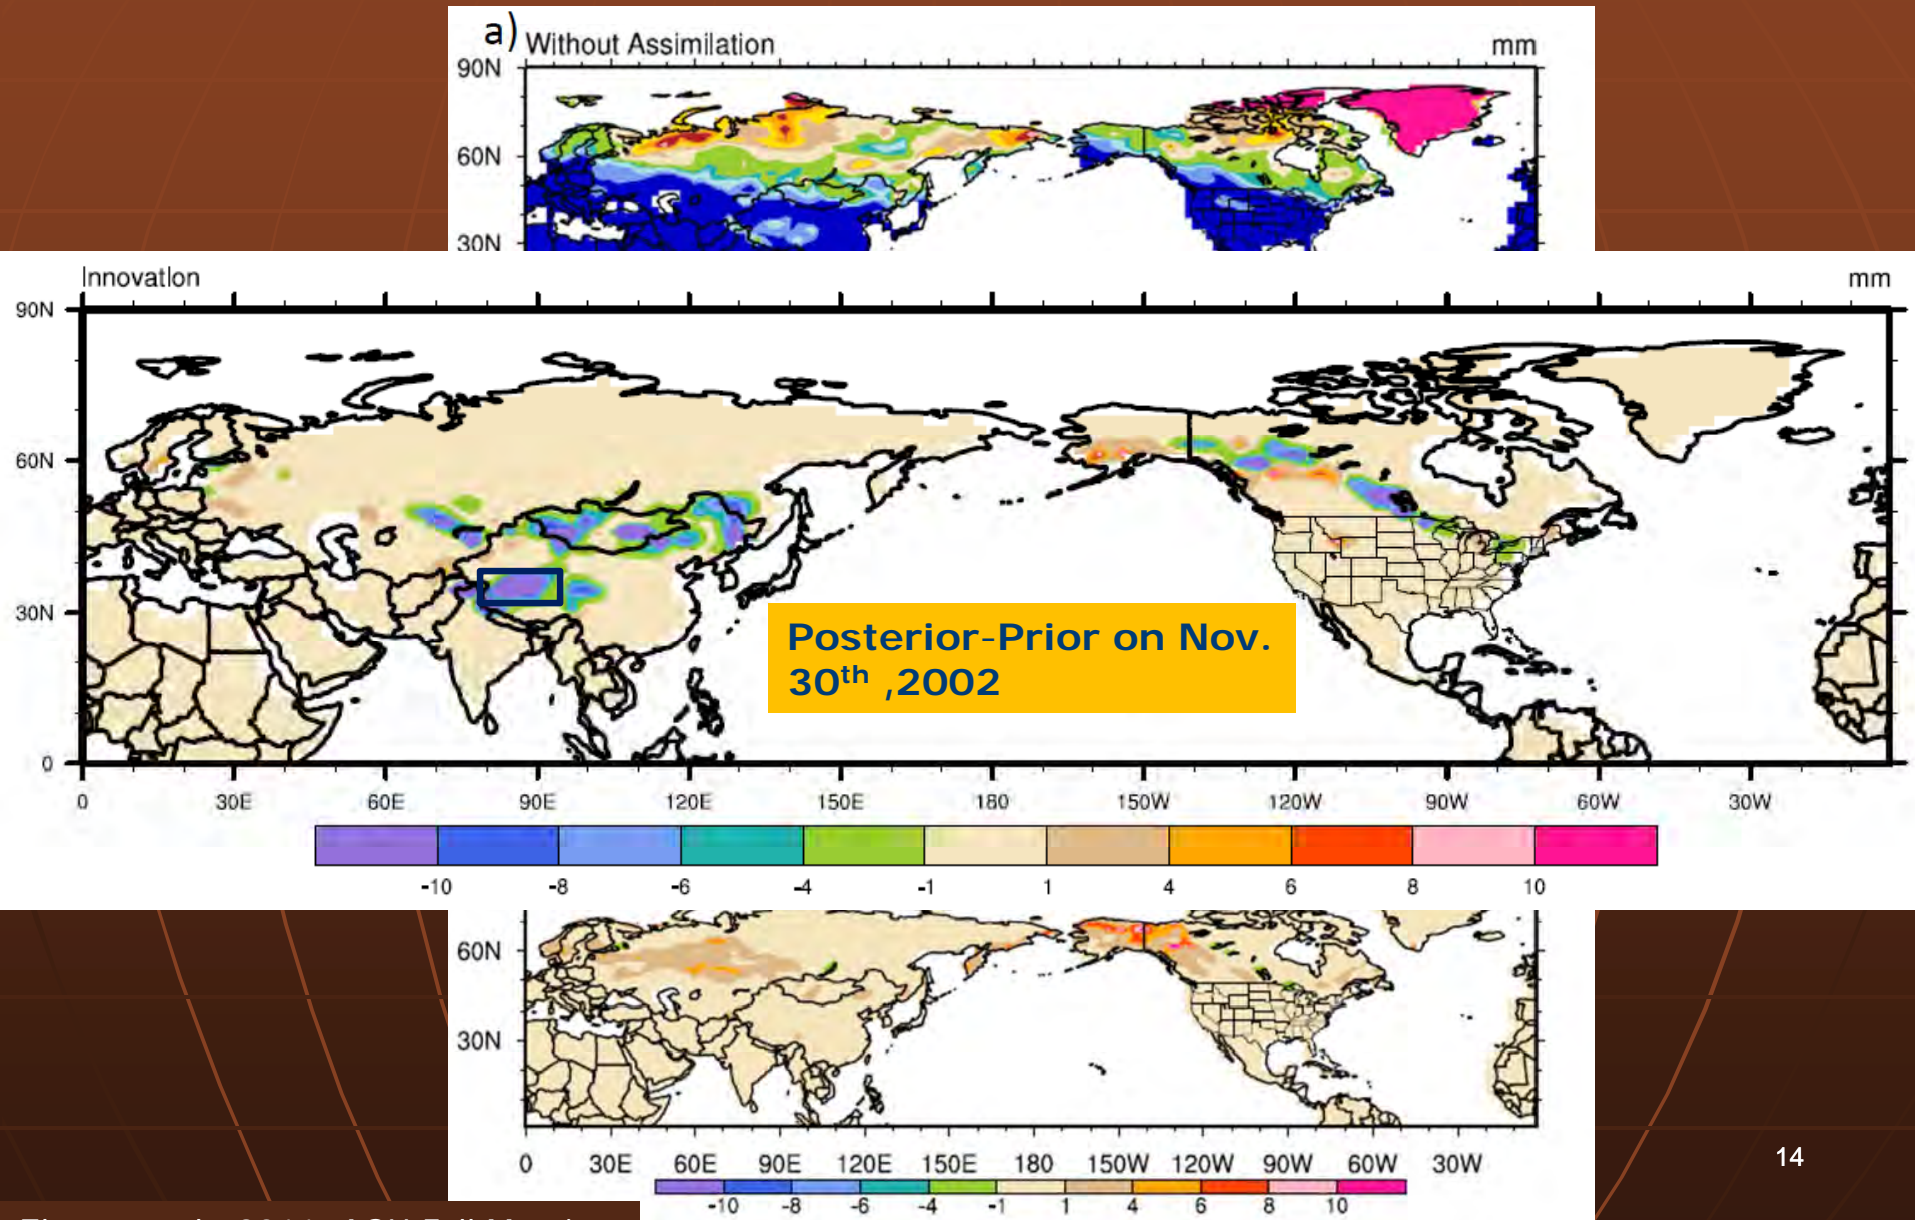 a) Without Assimilation mm
90N
60N
30N
Innovation mm
90N
60N
30N
0
0 30E 60E 90E 120E 150E 180 150W 120W 90W 60W 30W
Posterior-Prior on Nov.
30th ,2002
-10 -8 -6 -4 -1 1 4 6 8 10
60N
30N
0 30E 60E 90E 120E 150E 180 150W 120W 90W 60W 30W
-10 -8 -6 -4 -1 1 4 6 8 10
14